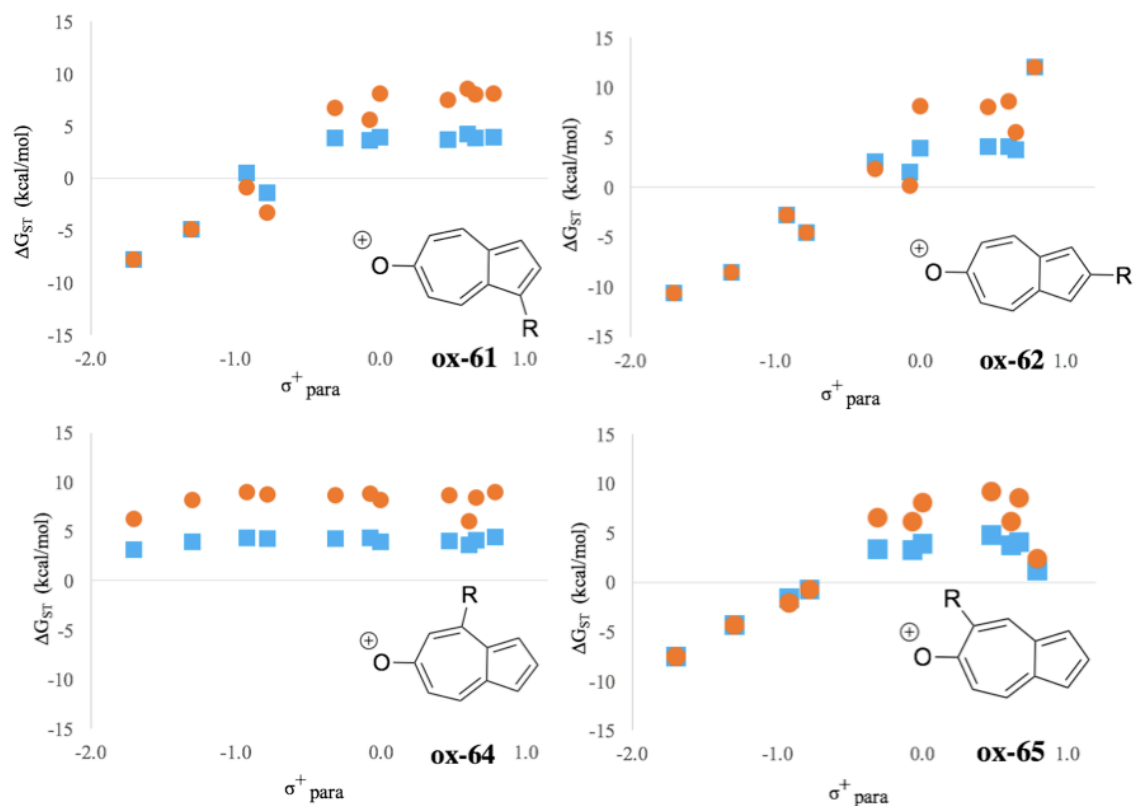 15
10
5
0
-5
-10
-15
ΔG_ST (kcal/mol)
-2.0 -1.0 0.0 1.0
σ⁺ para
⊕
O
R
ox-61
15
10
5
0
-5
-10
-15
ΔG_ST (kcal/mol)
-2.0 -1.0 0.0 1.0
σ⁺ para
⊕
O
R
ox-62
15
10
5
0
-5
-10
-15
ΔG_ST (kcal/mol)
-2.0 -1.0 0.0 1.0
σ⁺ para
R
⊕
O
ox-64
15
10
5
0
-5
-10
-15
ΔG_ST (kcal/mol)
-2.0 -1.0 0.0 1.0
σ⁺ para
R
⊕
O
ox-65